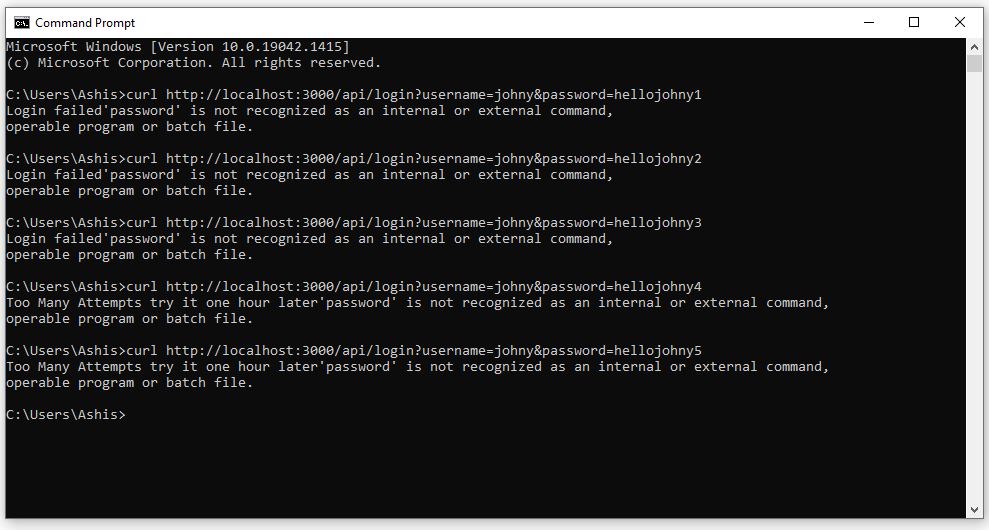 Command Prompt
Microsoft Windows [Version 10.0.19042.1415]
(c) Microsoft Corporation. All rights reserved.
C:\Users\Ashis>curl http://localhost:3000/api/login?username=johny&password=hellojohny1
Login failed'password' is not recognized as an internal or external command,
operable program or batch file.
C:\Users\Ashis>curl http://localhost:3000/api/login?username=johny&password=hellojohny2
Login failed'password' is not recognized as an internal or external command,
operable program or batch file.
C:\Users\Ashis>curl http://localhost:3000/api/login?username=johny&password=hellojohny3
Login failed'password' is not recognized as an internal or external command,
operable program or batch file.
C:\Users\Ashis>curl http://localhost:3000/api/login?username=johny&password=hellojohny4
Too Many Attempts try it one hour later'password' is not recognized as an internal or external command,
operable program or batch file.
C:\Users\Ashis>curl http://localhost:3000/api/login?username=johny&password=hellojohny5
Too Many Attempts try it one hour later'password' is not recognized as an internal or external command,
operable program or batch file.
C:\Users\Ashis>